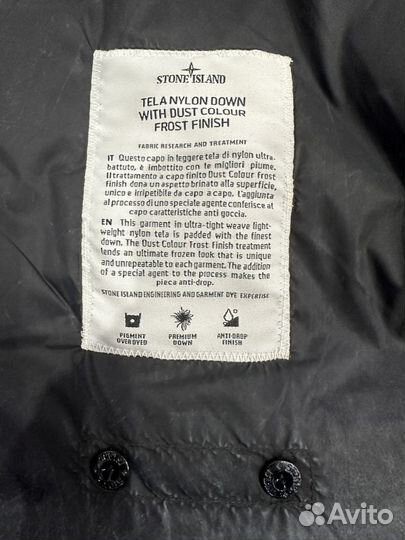 STONE ISLAND
TELA NYLON DOWN
WITH DUST COLOUR
FROST FINISH
FABRIC RESEARCH AND TREATMENT
IT Questo capo in leggere tela di nylon ultra-
battuto, è imbottito con le migliori piume.
Il trattamento a capo finito Dust Colour Frost
finish dona un aspetto brinato alla superficie,
unico e irripetibile da capo a capo. L'aggiunta
al processo di uno speciale agente conferisce al
capo caratteristiche anti goccia.
EN This garment in ultra-tight weave light-
weight nylon tela is padded with the finest
down. The Dust Colour Frost Finish treatment
lends an ultimate frozen look that is unique
and unrepeatable to each garment. The addition
of a special agent to the process makes the
pieca anti-drop.
STONE ISLAND ENGINEERING AND GARMENT DYE EXPERTISE
PIGMENT OVERDYED
PREMIUM DOWN
ANTI-DROP FINISH
Avito